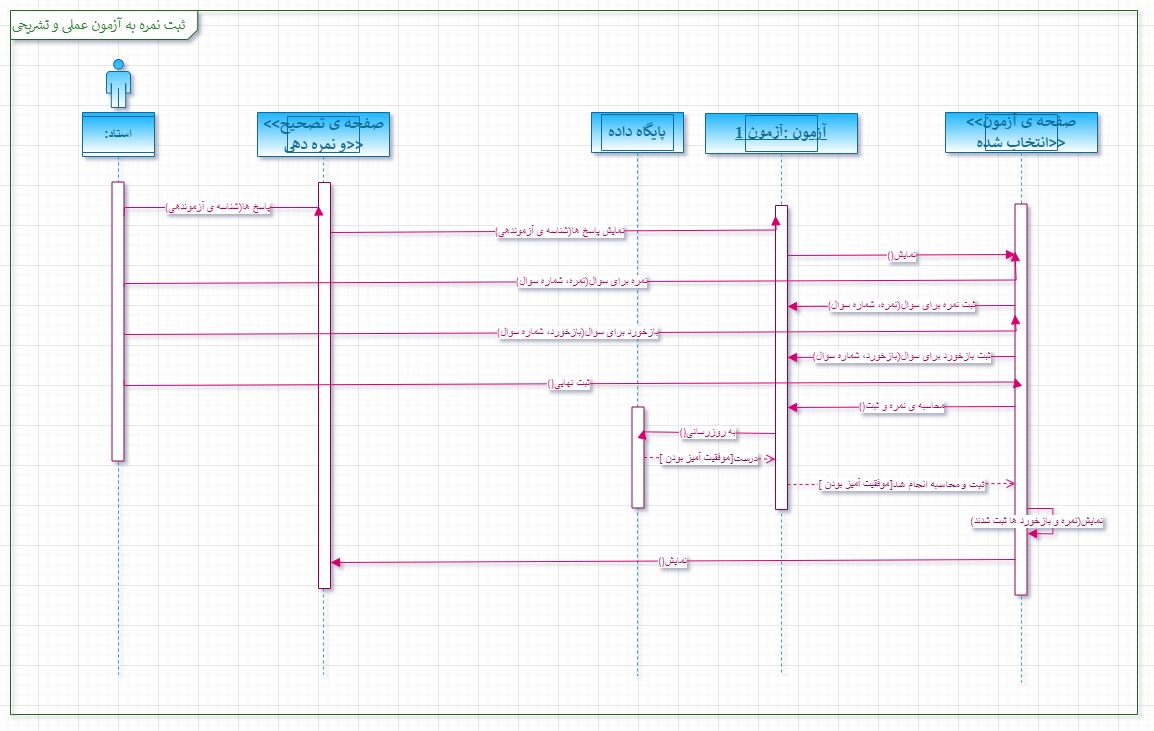 ثبت نمره به آزمون عملی و تشریحی
استاد:
<<صفحه ی تصحیح
و نمره دهی>>
پایگاه داده
آزمون :آزمون 1
<<صفحه ی آزمون
انتخاب شده>>
پاسخ ها(شناسه ی آزموندهی)
نمایش پاسخ ها(شناسه ی آزموندهی)
نمایش()
نمره برای سوال(نمره، شماره سوال)
ثبت نمره برای سوال(نمره، شماره سوال)
بازخورد برای سوال(بازخورد، شماره سوال)
ثبت بازخورد برای سوال(بازخورد، شماره سوال)
ثبت نهایی()
محاسبه ی نمره و ثبت()
به روزرسانی()
درست[موفقیت آمیز بودن ]
ثبت ومحاسبه انجام شد[موفقیت آمیز بودن ]
نمایش(نمره و بازخورد ها ثبت شدند)
نمایش()